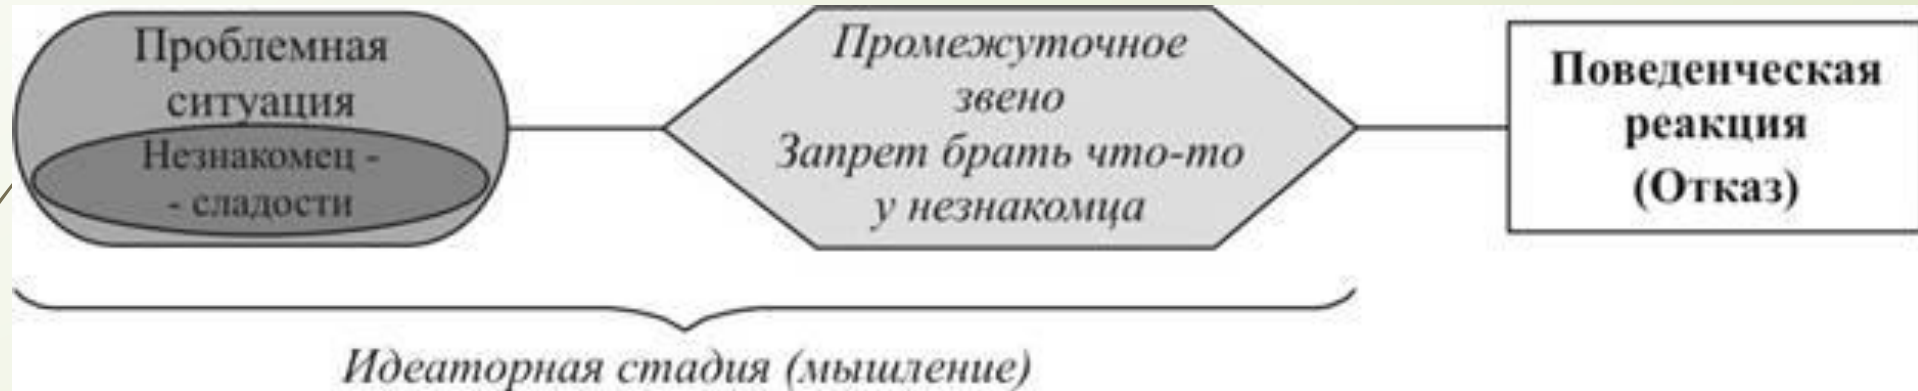 Проблемная
ситуация
Незнакомец -
- сладости
Промежуточное
звено
Запрет брать что-то
у незнакомца
Поведенческая
реакция
(Отказ)
Идеаторная стадия (мышление)